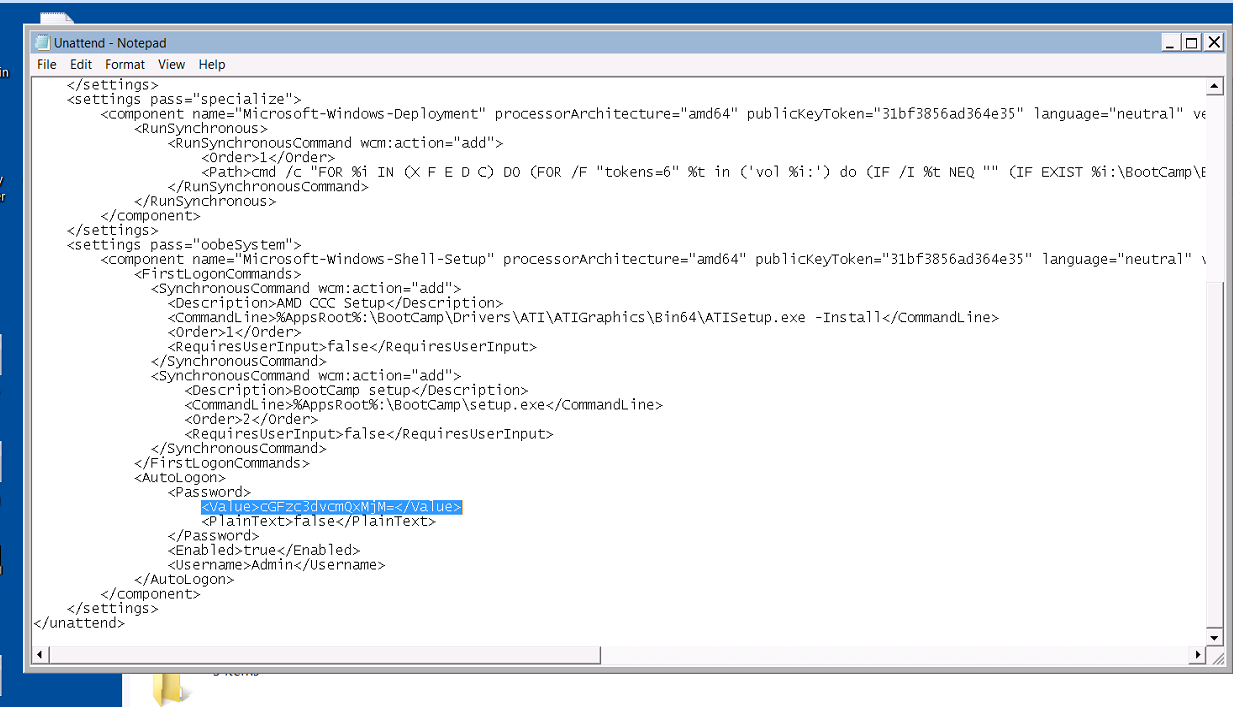 Unattend - Notepad
File Edit Format View Help
</settings>
<settings pass="specialize">
<component name="Microsoft-Windows-Deployment" processorArchitecture="amd64" publicKeyToken="31bf3856ad364e35" language="neutral" ve
<RunSynchronous>
<RunSynchronousCommand wcm:action="add">
<Order>1</Order>
<Path>cmd /c "FOR %i IN (X F E D C) DO (FOR /F "tokens=6" %t in ('vol %i:') do (IF /I %t NEQ "" (IF EXIST %i:\BootCamp\B
</RunSynchronousCommand>
</RunSynchronous>
</component>
</settings>
<settings pass="oobeSystem">
<component name="Microsoft-Windows-Shell-Setup" processorArchitecture="amd64" publicKeyToken="31bf3856ad364e35" language="neutral" v
<FirstLogonCommands>
<SynchronousCommand wcm:action="add">
<Description>AMD CCC Setup</Description>
<CommandLine>%AppsRoot%:\BootCamp\Drivers\ATI\ATIGraphics\Bin64\ATISetup.exe -Install</CommandLine>
<Order>1</Order>
<RequiresUserInput>false</RequiresUserInput>
</SynchronousCommand>
<SynchronousCommand wcm:action="add">
<Description>BootCamp setup</Description>
<CommandLine>%AppsRoot%:\BootCamp\setup.exe</CommandLine>
<Order>2</Order>
<RequiresUserInput>false</RequiresUserInput>
</SynchronousCommand>
</FirstLogonCommands>
<AutoLogon>
<Password>
<Value>cGFzc3dvcmQxMjM=</Value>
<PlainText>false</PlainText>
</Password>
<Enabled>true</Enabled>
<Username>Admin</Username>
</AutoLogon>
</component>
</settings>
</unattend>